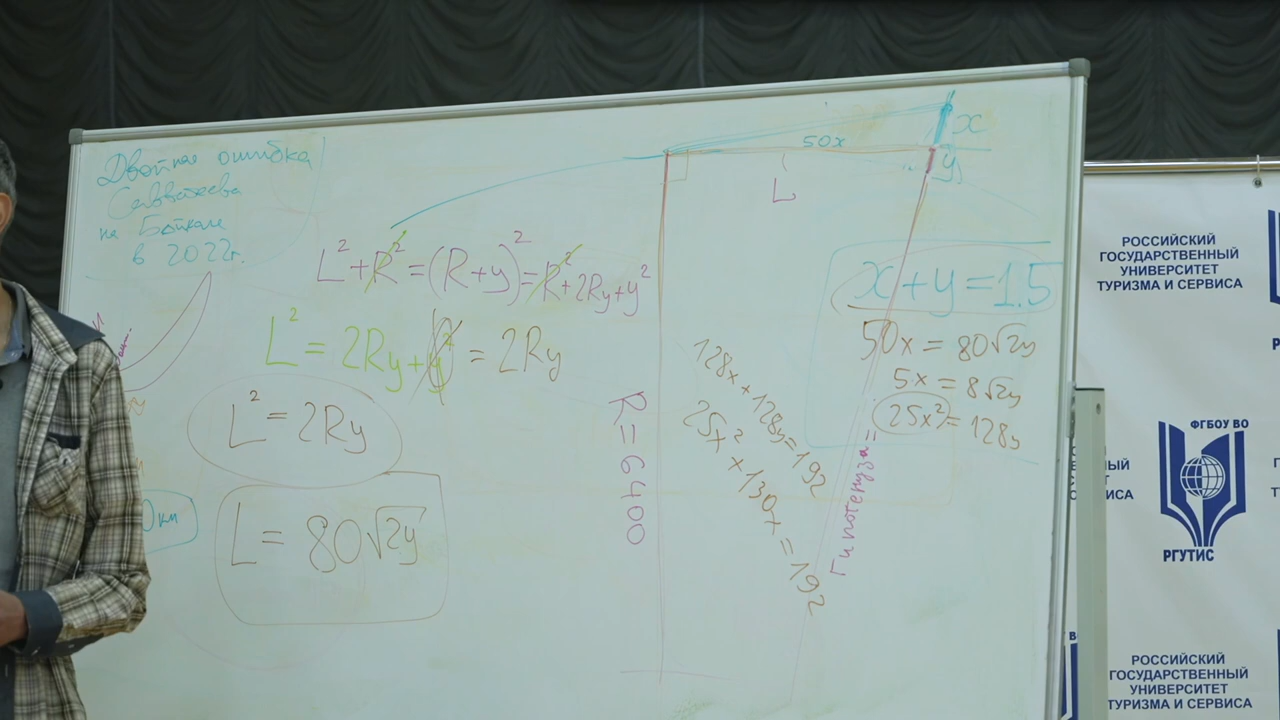 Двойная ошибка
Савватеева
на Байкале
в 2022г.
L² + R² = (R+y)² = R² + 2Ry + y²
L² = 2Ry + y² = 2Ry
L² = 2Ry
L = 80√2y
0км
50x
x
y
L
R=6400
Гипотенуза =
x+y=1.5
50x = 80√2y
5x = 8√2y
25x² = 128y
128x + 128y = 192
25x² + 130x = 192
РОССИЙСКИЙ
ГОСУДАРСТВЕННЫЙ
УНИВЕРСИТЕТ
ТУРИЗМА И СЕРВИСА
ФГБОУ ВО
РГУТИС
РОССИЙСКИЙ
ГОСУДАРСТВЕННЫЙ
УНИВЕРСИТЕТ
ТУРИЗМА И СЕРВИСА